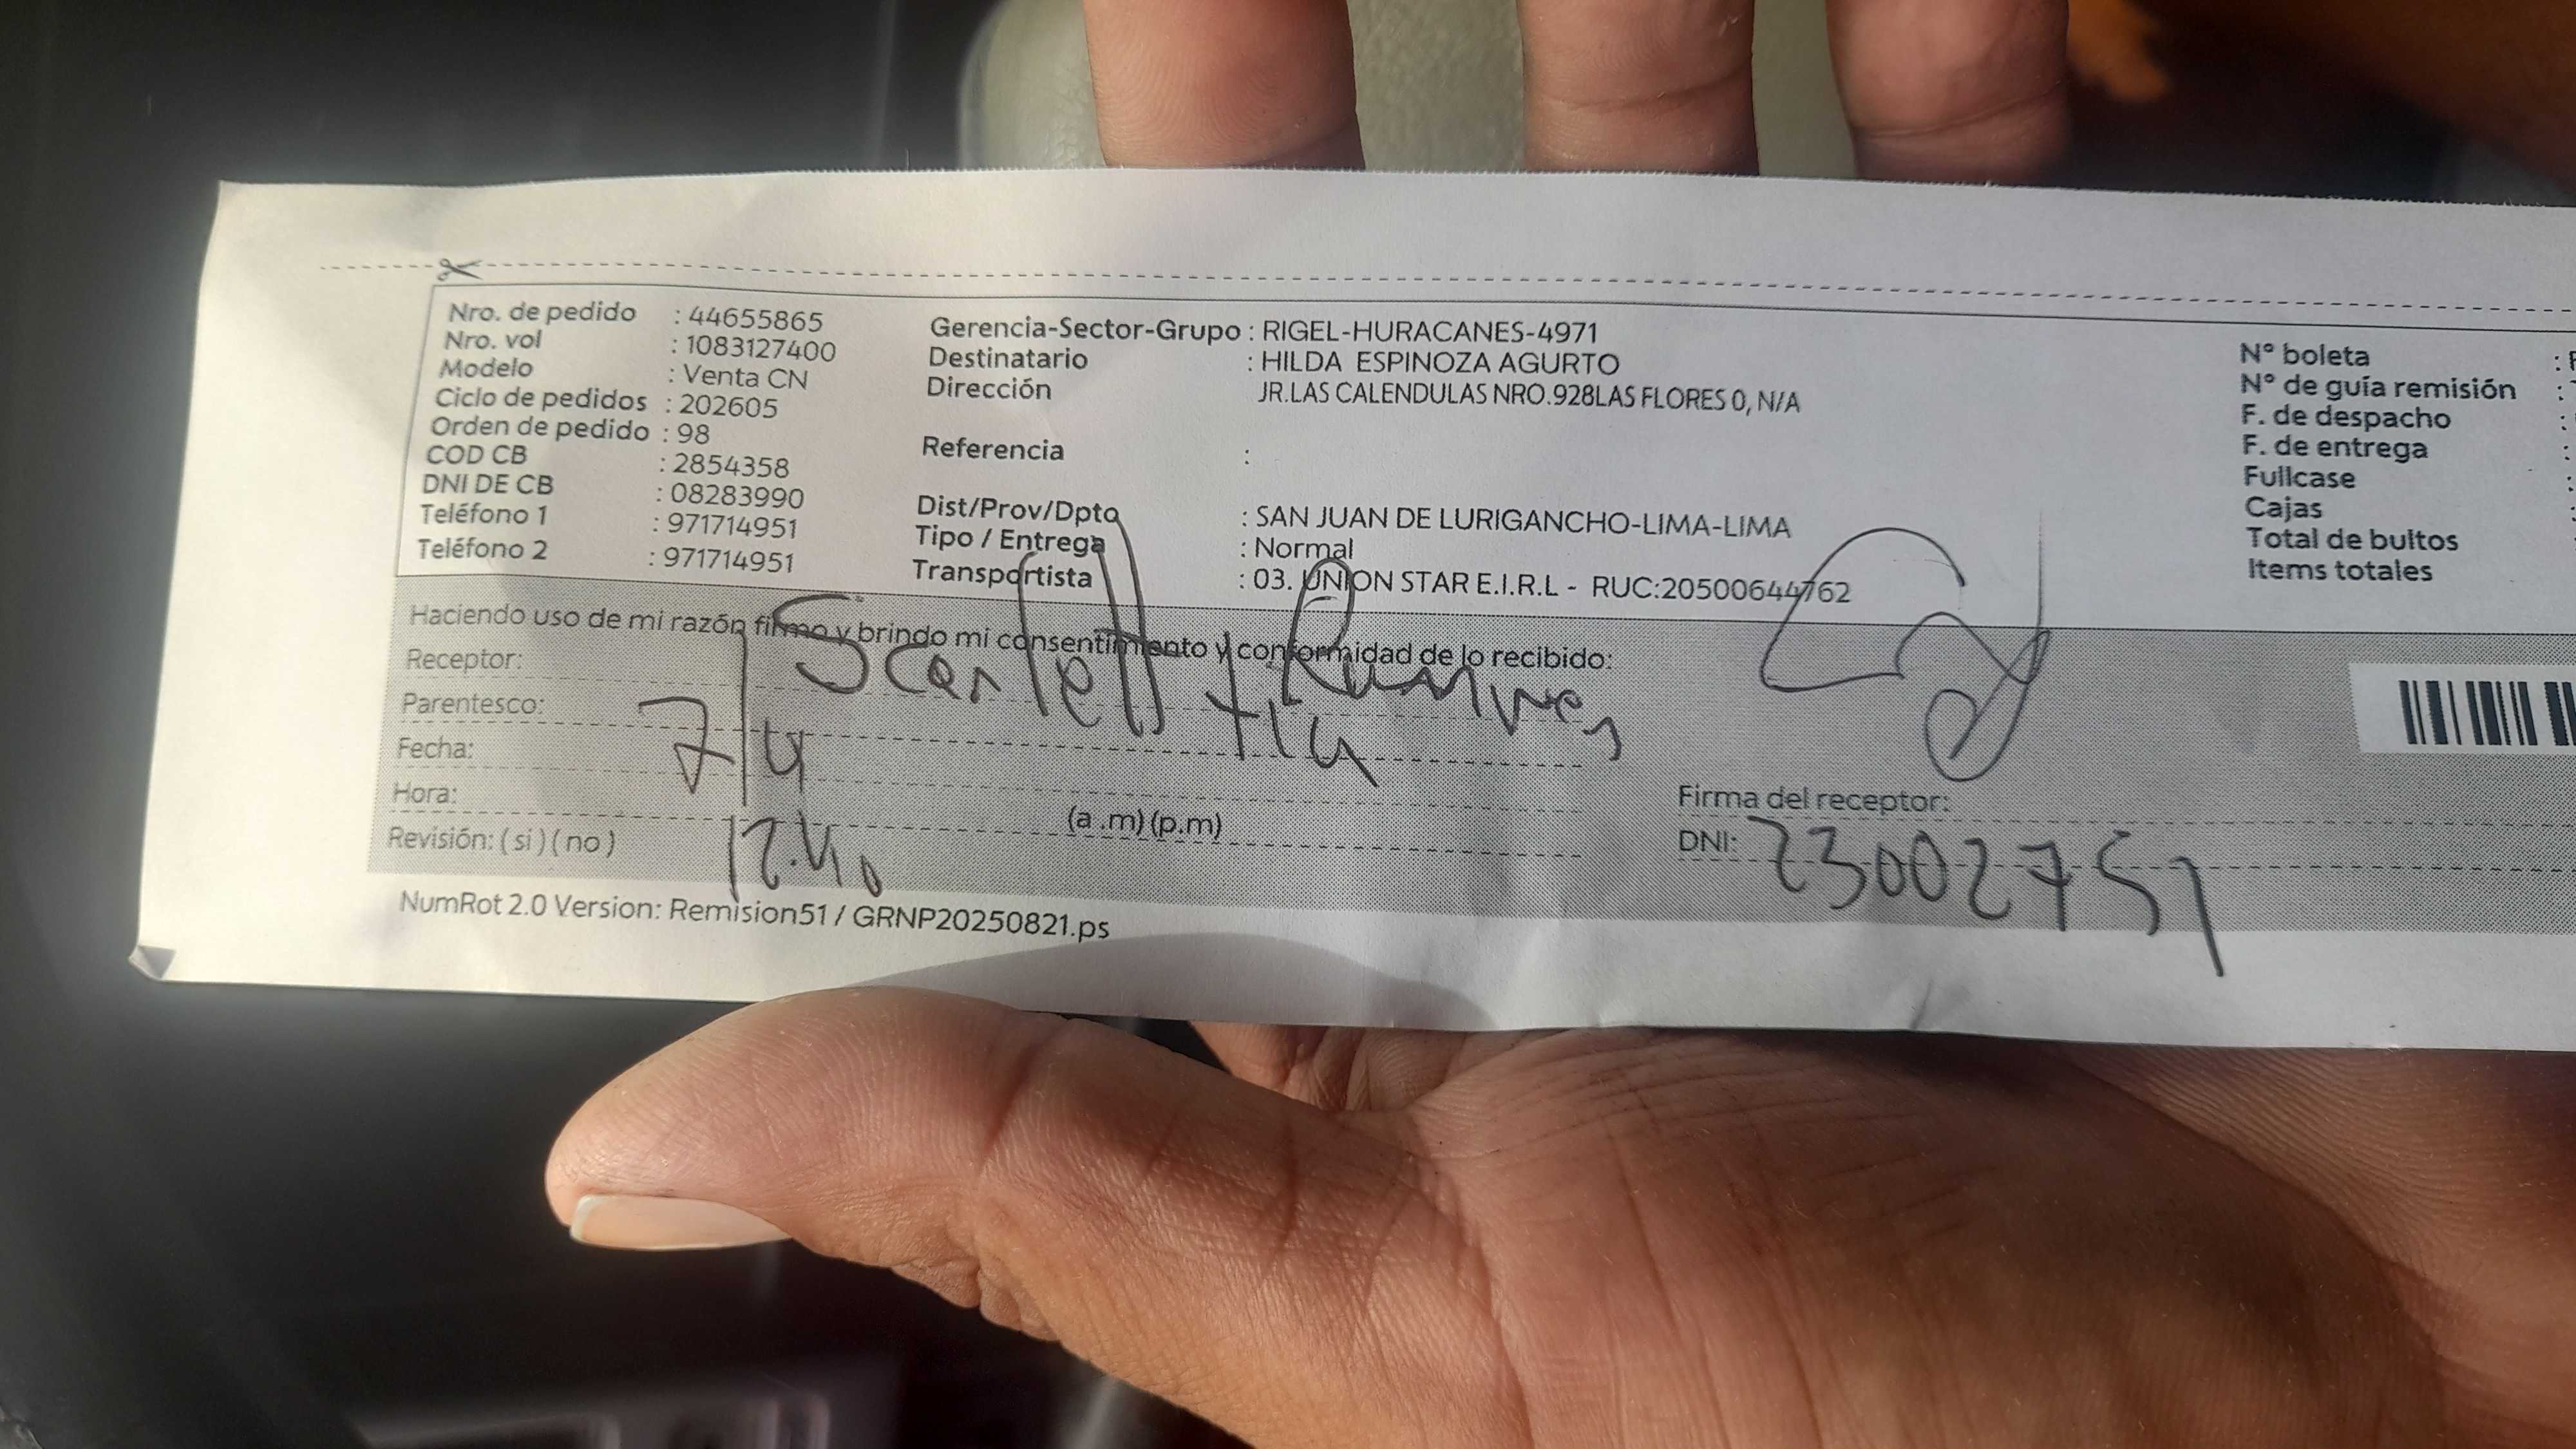 Nro. de pedido : 44655865
Nro. vol : 1083127400
Modelo : Venta CN
Ciclo de pedidos : 202605
Orden de pedido : 98
COD CB : 2854358
DNI DE CB : 08283990
Teléfono 1 : 971714951
Teléfono 2 : 971714951
Gerencia-Sector-Grupo : RIGEL-HURACANES-4971
Destinatario : HILDA ESPINOZA AGURTO
Dirección JR.LAS CALENDULAS NRO.928LAS FLORES 0, N/A
Referencia :
Dist/Prov/Dpto : SAN JUAN DE LURIGANCHO-LIMA-LIMA
Tipo / Entrega : Normal
Transportista : 03. UNION STAR E.I.R.L - RUC:20500644762
N° boleta :
N° de guía remisión :
F. de despacho :
F. de entrega :
Fullcase :
Cajas :
Total de bultos
Items totales
Haciendo uso de mi razón firmo y brindo mi consentimiento y conformidad de lo recibido:
Receptor: Scarlett Ramires
Parentesco: tia
Fecha: 7/4
Hora: 12:40 (a .m) (p.m)
Revisión: ( si ) ( no )
Firma del receptor:
DNI: 23002751
NumRot 2.0 Version: Remision51 / GRNP20250821.ps